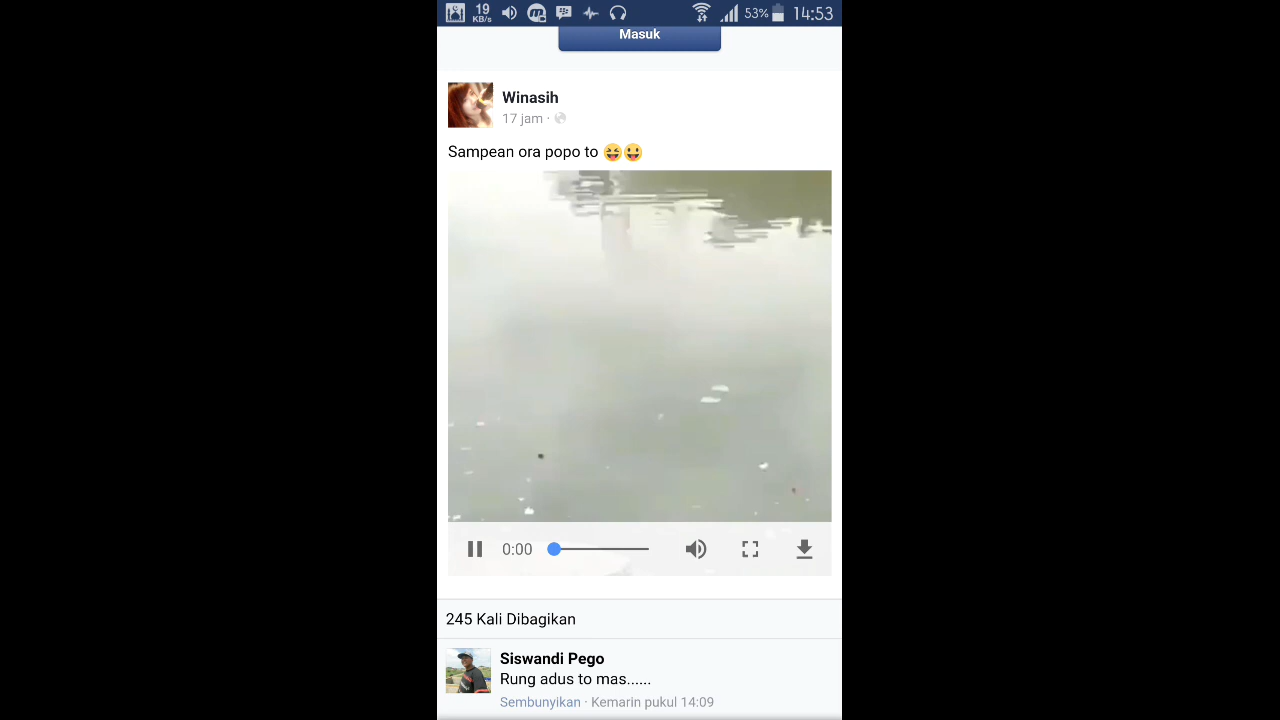 19
KB/s
53%
14:53
Masuk
Winasih
17 jam ·
Sampean ora popo to 😆😃
0:00
245 Kali Dibagikan
Siswandi Pego
Rung adus to mas......
Sembunyikan · Kemarin pukul 14:09